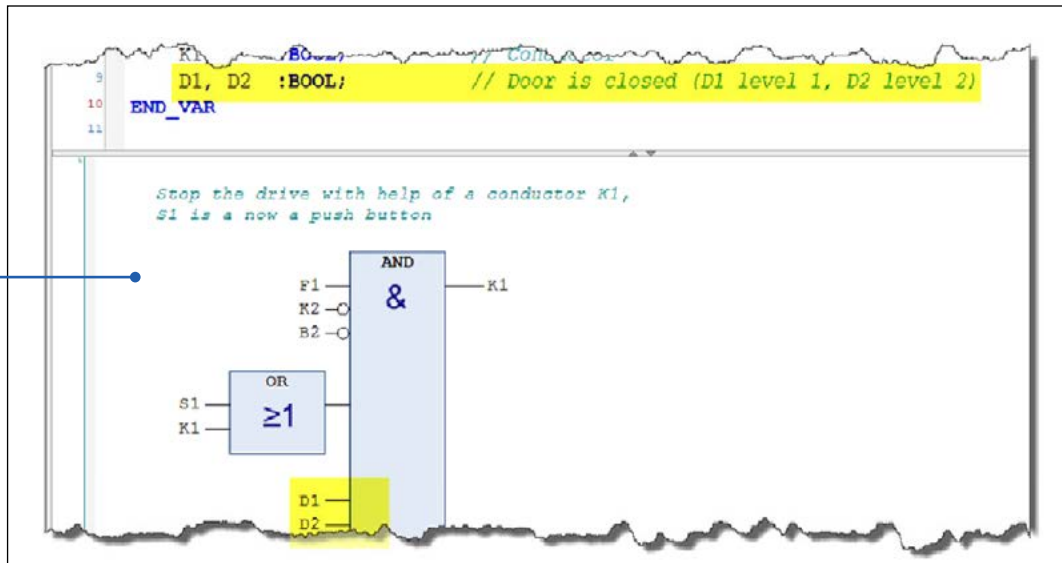 K1
9 D1, D2 :BOOL; // Door is closed (D1 level 1, D2 level 2)
10 END_VAR
11
Stop the drive with help of a conductor K1,
S1 is a now a push button
AND
F1 & K1
K2
B2
OR
S1 ≥1
K1
D1
D2